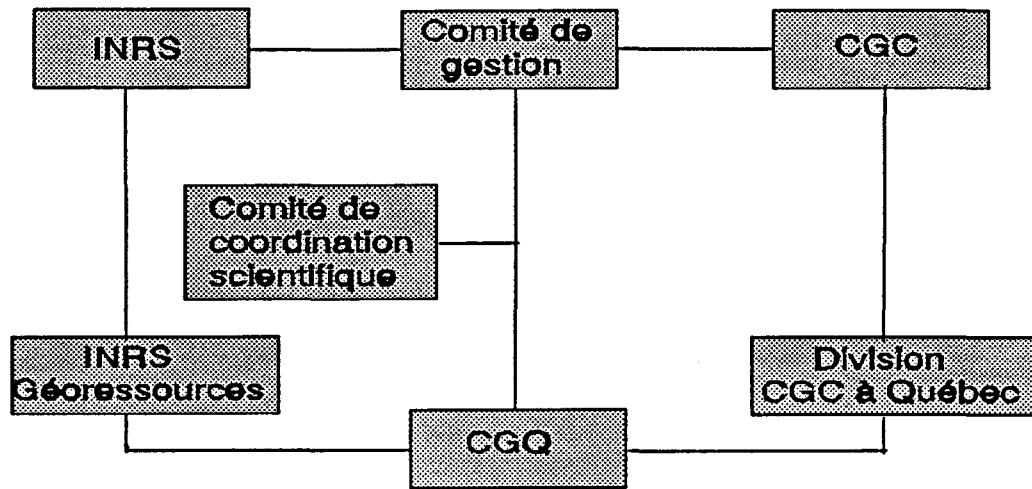 INRS
Comité de
gestion
CGC
Comité de
coordination
scientifique
INRS
Géoressources
Division
CGC à Québec
CGQ